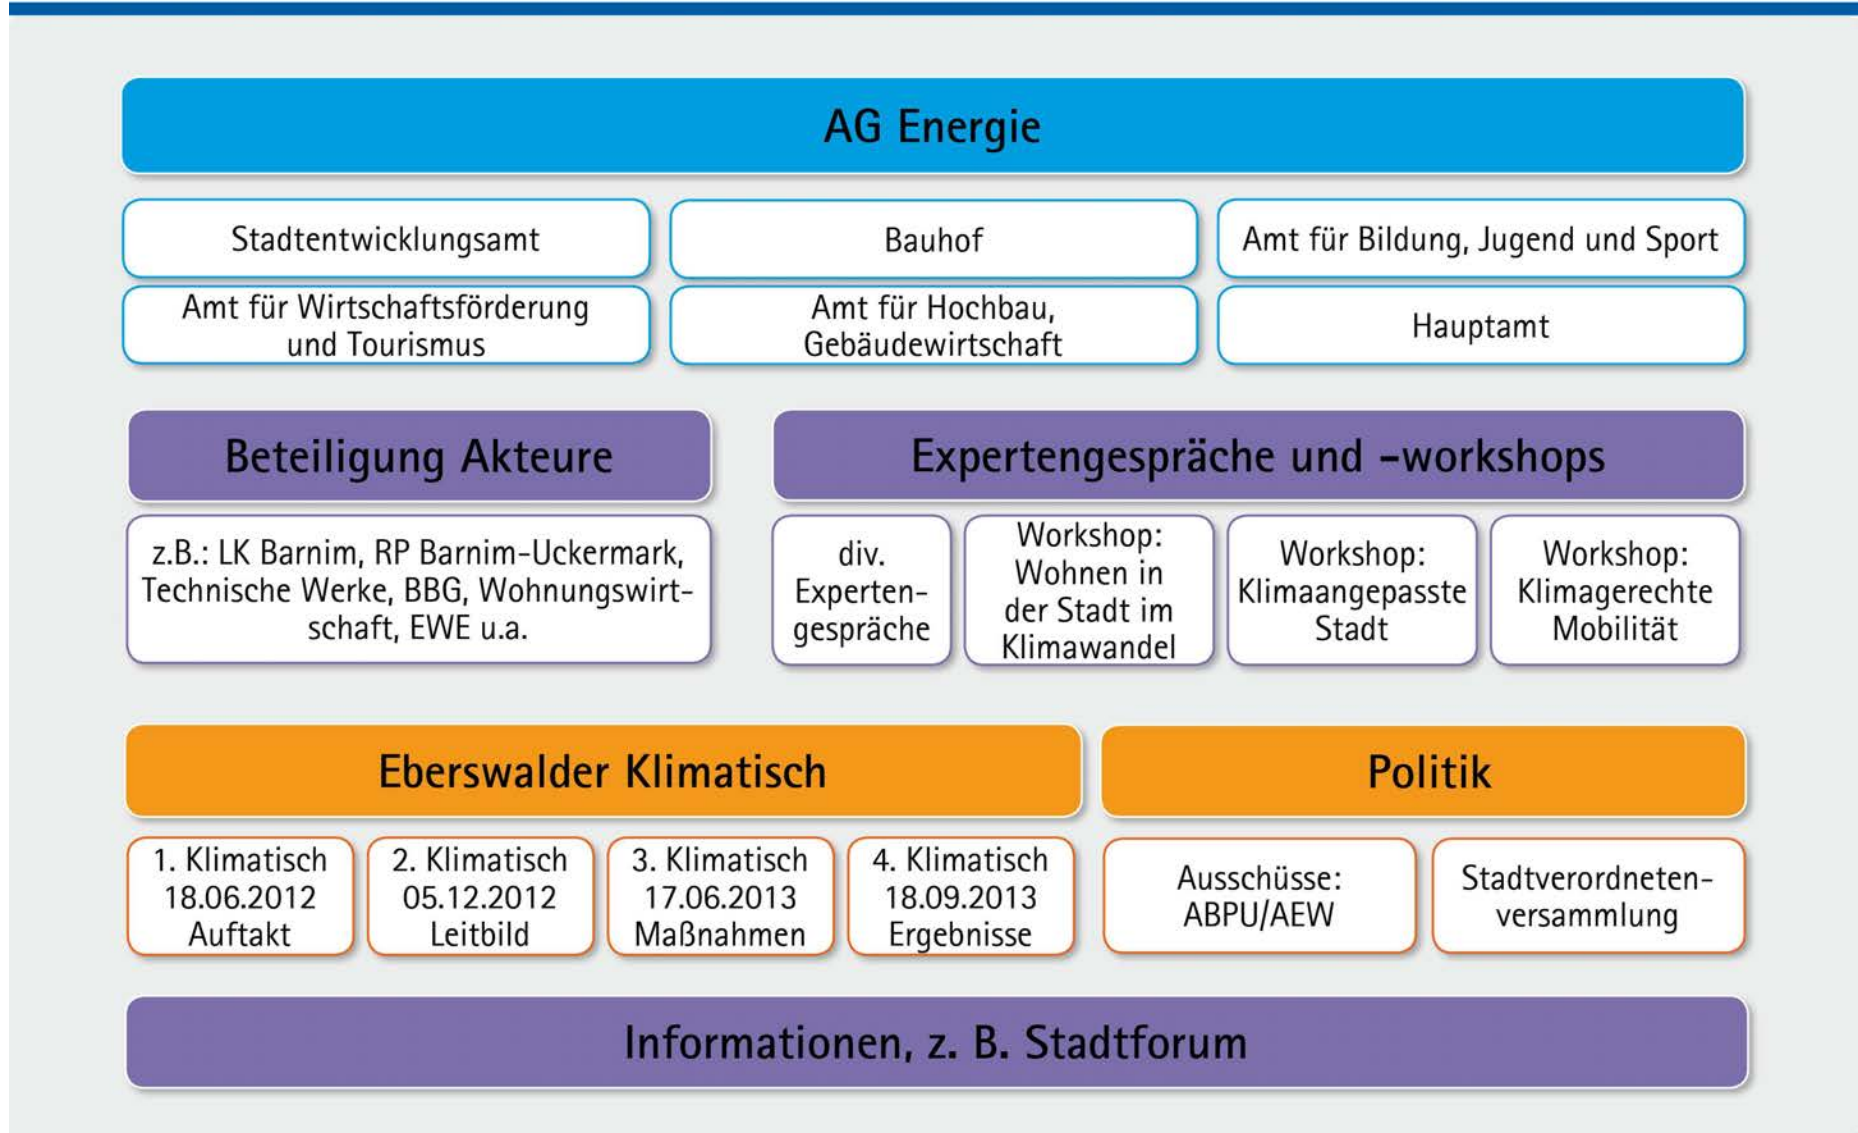 AG Energie
Stadtentwicklungsamt
Bauhof
Amt für Bildung, Jugend und Sport
Amt für Wirtschaftsförderung
und Tourismus
Amt für Hochbau,
Gebäudewirtschaft
Hauptamt
Beteiligung Akteure
z.B.: LK Barnim, RP Barnim-Uckermark,
Technische Werke, BBG, Wohnungswirt-
schaft, EWE u.a.
Expertengespräche und -workshops
div.
Experten-
gespräche
Workshop:
Wohnen in
der Stadt im
Klimawandel
Workshop:
Klimaangepasste
Stadt
Workshop:
Klimagerechte
Mobilität
Eberswalder Klimatisch
1. Klimatisch
18.06.2012
Auftakt
2. Klimatisch
05.12.2012
Leitbild
3. Klimatisch
17.06.2013
Maßnahmen
4. Klimatisch
18.09.2013
Ergebnisse
Politik
Ausschüsse:
ABPU/AEW
Stadtverordneten-
versammlung
Informationen, z. B. Stadtforum